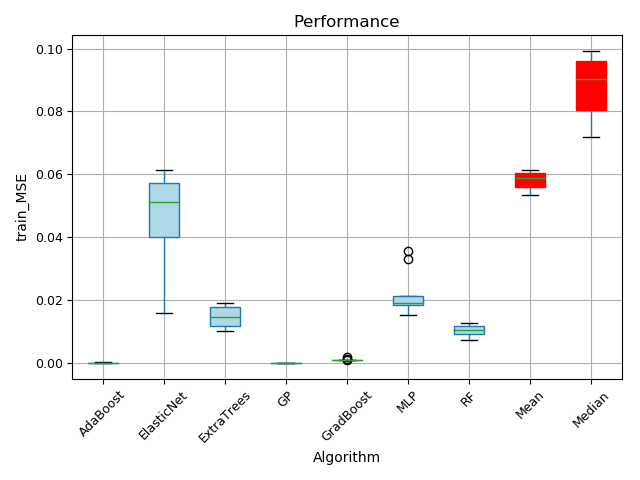 Performance
0.10
0.08
0.06
0.04
0.02
0.00
train_MSE
AdaBoost
ElasticNet
ExtraTrees
GP
GradBoost
MLP
RF
Mean
Median
Algorithm